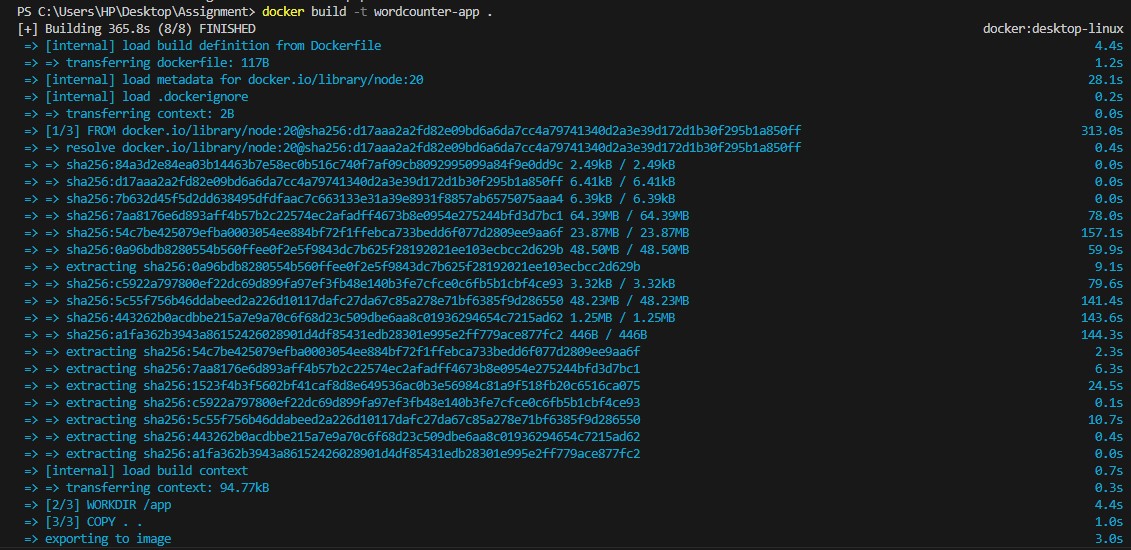 PS C:\Users\HP\Desktop\Assignment> docker build -t wordcounter-app .
[+] Building 365.8s (8/8) FINISHED docker:desktop-linux
=> [internal] load build definition from Dockerfile 4.4s
=> => transferring dockerfile: 117B 1.2s
=> [internal] load metadata for docker.io/library/node:20 28.1s
=> [internal] load .dockerignore 0.2s
=> => transferring context: 2B 0.0s
=> [1/3] FROM docker.io/library/node:20@sha256:d17aaa2a2fd82e09bd6a6da7cc4a79741340d2a3e39d172d1b30f295b1a850ff 313.0s
=> => resolve docker.io/library/node:20@sha256:d17aaa2a2fd82e09bd6a6da7cc4a79741340d2a3e39d172d1b30f295b1a850ff 0.4s
=> => sha256:84a3d2e84ea03b14463b7e58ec0b516c740f7af09cb8092995099a84f9e0dd9c 2.49kB / 2.49kB 0.0s
=> => sha256:d17aaa2a2fd82e09bd6a6da7cc4a79741340d2a3e39d172d1b30f295b1a850ff 6.41kB / 6.41kB 0.0s
=> => sha256:7b632d45f5d2dd638495dfdfaac7c663133e31a39e8931f8857ab6575075aaa4 6.39kB / 6.39kB 0.0s
=> => sha256:7aa8176e6d893aff4b57b2c22574ec2afadff4673b8e0954e275244bfd3d7bc1 64.39MB / 64.39MB 78.0s
=> => sha256:54c7be425079efba0003054ee884bf72f1ffebca733bedd6f077d2809ee9aa6f 23.87MB / 23.87MB 157.1s
=> => sha256:0a96bdb8280554b560ffee0f2e5f9843dc7b625f28192021ee103ecbcc2d629b 48.50MB / 48.50MB 59.9s
=> => extracting sha256:0a96bdb8280554b560ffee0f2e5f9843dc7b625f28192021ee103ecbcc2d629b 9.1s
=> => sha256:c5922a797800ef22dc69d899fa97ef3fb48e140b3fe7cfce0c6fb5b1cbf4ce93 3.32kB / 3.32kB 79.6s
=> => sha256:5c55f756b46ddabeed2a226d10117dafc27da67c85a278e71bf6385f9d286550 48.23MB / 48.23MB 141.4s
=> => sha256:443262b0acdbbe215a7e9a70c6f68d23c509dbe6aa8c01936294654c7215ad62 1.25MB / 1.25MB 143.6s
=> => sha256:a1fa362b3943a86152426028901d4df85431edb28301e995e2ff779ace877fc2 446B / 446B 144.3s
=> => extracting sha256:54c7be425079efba0003054ee884bf72f1ffebca733bedd6f077d2809ee9aa6f 2.3s
=> => extracting sha256:7aa8176e6d893aff4b57b2c22574ec2afadff4673b8e0954e275244bfd3d7bc1 6.3s
=> => extracting sha256:1523f4b3f5602bf41caf8d8e649536ac0b3e56984c81a9f518fb20c6516ca075 24.5s
=> => extracting sha256:c5922a797800ef22dc69d899fa97ef3fb48e140b3fe7cfce0c6fb5b1cbf4ce93 0.1s
=> => extracting sha256:5c55f756b46ddabeed2a226d10117dafc27da67c85a278e71bf6385f9d286550 10.7s
=> => extracting sha256:443262b0acdbbe215a7e9a70c6f68d23c509dbe6aa8c01936294654c7215ad62 0.4s
=> => extracting sha256:a1fa362b3943a86152426028901d4df85431edb28301e995e2ff779ace877fc2 0.0s
=> [internal] load build context 0.7s
=> => transferring context: 94.77kB 0.3s
=> [2/3] WORKDIR /app 4.4s
=> [3/3] COPY . . 1.0s
=> exporting to image 3.0s